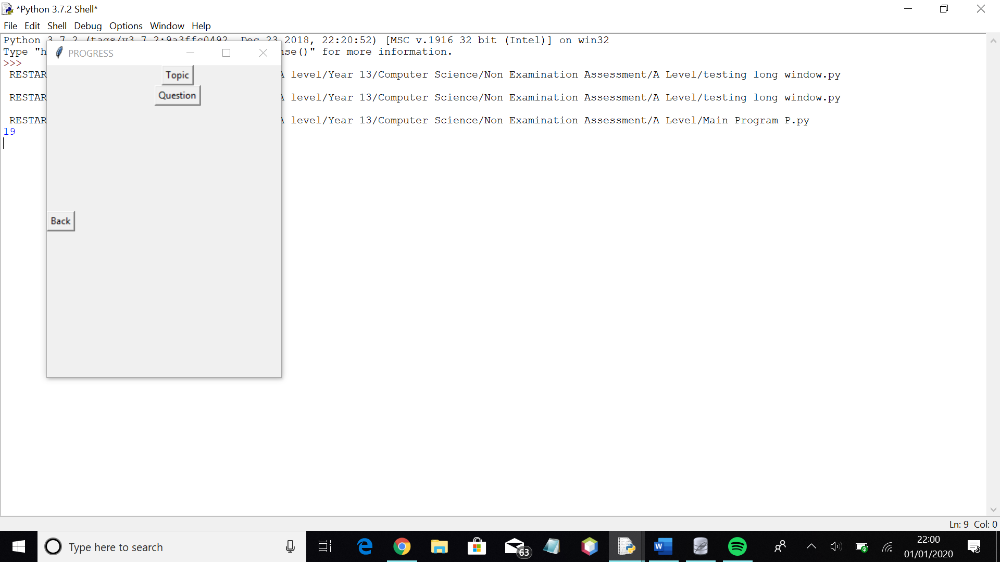 *Python 3.7.2 Shell*
File Edit Shell Debug Options Window Help
Python 3.7.2 (tags/v3.7.2:9a3ffc0492, Dec 23 2018, 22:20:52) [MSC v.1916 32 bit (Intel)] on win32
Type "h nse()" for more information.
>>>
RESTAR A level/Year 13/Computer Science/Non Examination Assessment/A Level/testing long window.py
RESTAR A level/Year 13/Computer Science/Non Examination Assessment/A Level/testing long window.py
RESTAR A level/Year 13/Computer Science/Non Examination Assessment/A Level/Main Program P.py
19
PROGRESS
Topic
Question
Back
Ln: 9 Col: 0
Type here to search
63
22:00
01/01/2020